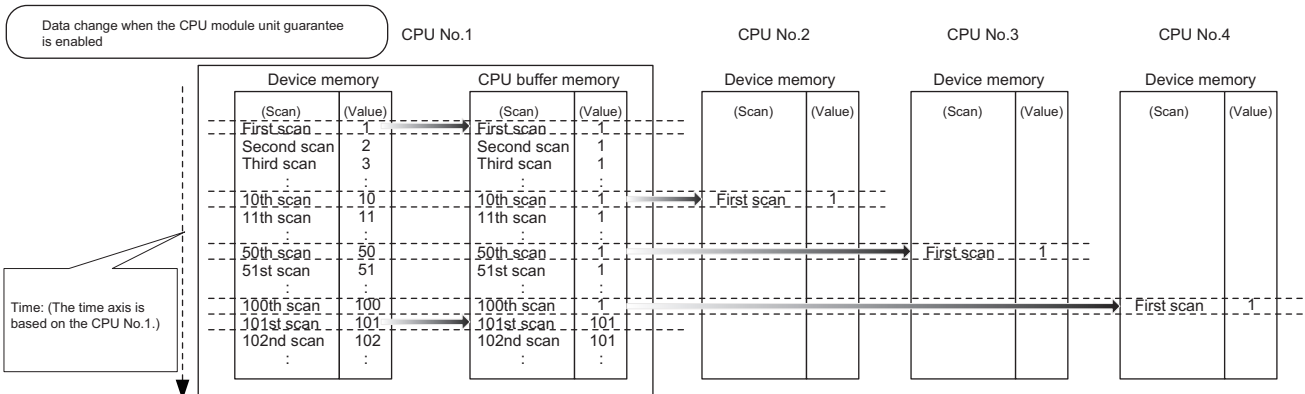 Data change when the CPU module unit guarantee
is enabled
CPU No.1 CPU No.2 CPU No.3 CPU No.4
Device memory CPU buffer memory Device memory Device memory Device memory
(Scan) (Value) (Scan) (Value) (Scan) (Value) (Scan) (Value) (Scan) (Value)
First scan 1 First scan 1
Second scan 2 Second scan 1
Third scan 3 Third scan 1
: : : :
10th scan 10 10th scan 1 First scan 1
11th scan 11 11th scan 1
: : : :
50th scan 50 50th scan 1 First scan 1
51st scan 51 51st scan 1
: : : :
100th scan 100 100th scan 1 First scan 1
101st scan 101 101st scan 101
102nd scan 102 102nd scan 101
: : : :
Time: (The time axis is
based on the CPU No.1.)